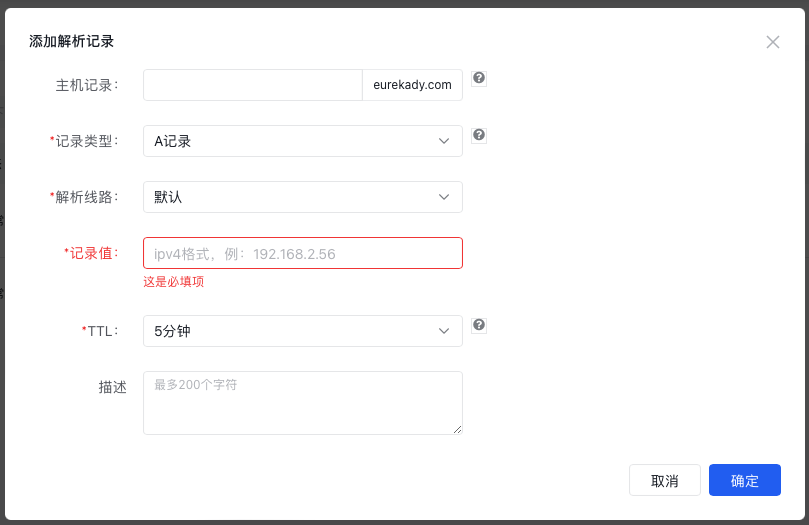 添加解析记录
主机记录： eurekady.com
*记录类型： A记录
*解析线路： 默认
*记录值： ipv4格式，例：192.168.2.56
这是必填项
*TTL： 5分钟
描述 最多200个字符
取消 确定